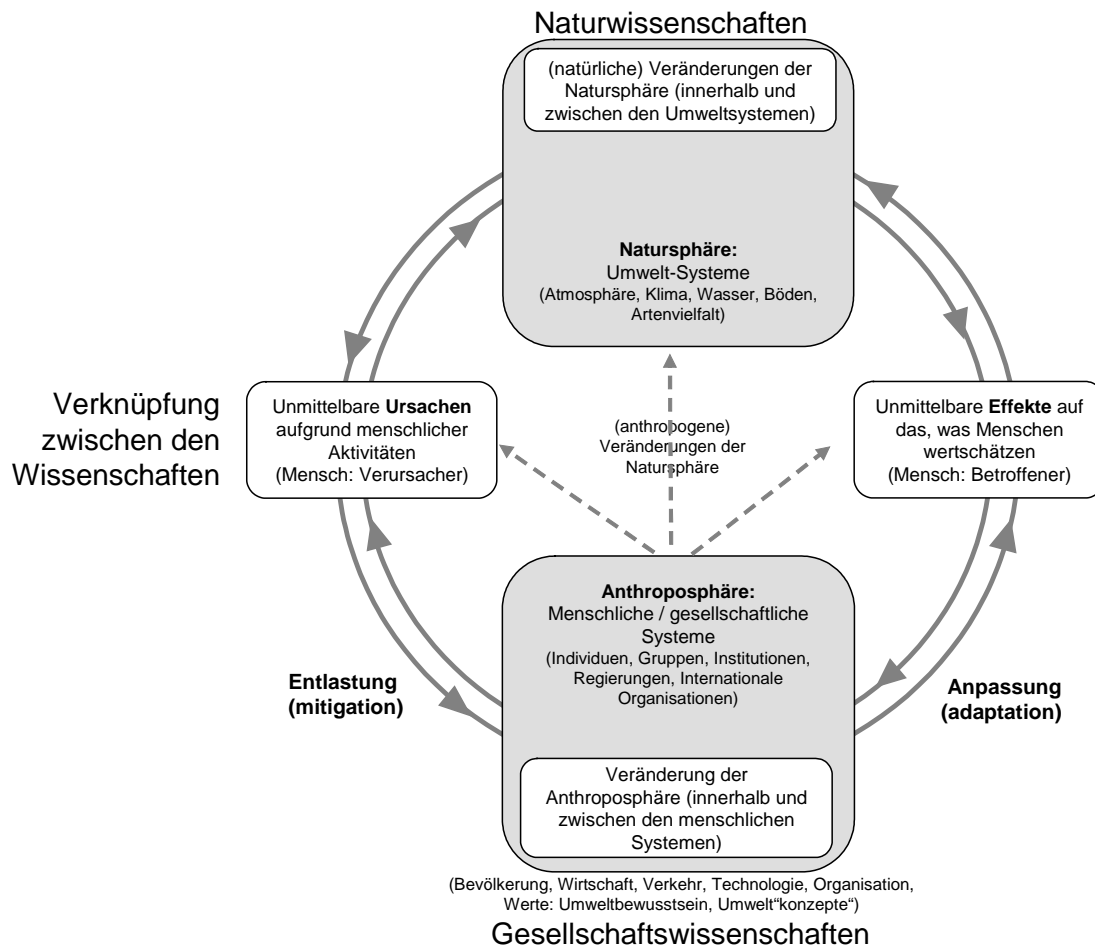 Naturwissenschaften
(natürliche) Veränderungen der
Natursphäre (innerhalb und
zwischen den Umweltsystemen)
Natursphäre:
Umwelt-Systeme
(Atmosphäre, Klima, Wasser, Böden,
Artenvielfalt)
Verknüpfung
zwischen den
Wissenschaften
Unmittelbare Ursachen
aufgrund menschlicher
Aktivitäten
(Mensch: Verursacher)
(anthropogene)
Veränderungen der
Natursphäre
Unmittelbare Effekte auf
das, was Menschen
wertschätzen
(Mensch: Betroffener)
Anthroposphäre:
Menschliche / gesellschaftliche
Systeme
(Individuen, Gruppen, Institutionen,
Regierungen, Internationale
Organisationen)
Entlastung
(mitigation)
Anpassung
(adaptation)
Veränderung der
Anthroposphäre (innerhalb und
zwischen den menschlichen
Systemen)
(Bevölkerung, Wirtschaft, Verkehr, Technologie, Organisation,
Werte: Umweltbewusstsein, Umwelt“konzepte“)
Gesellschaftswissenschaften